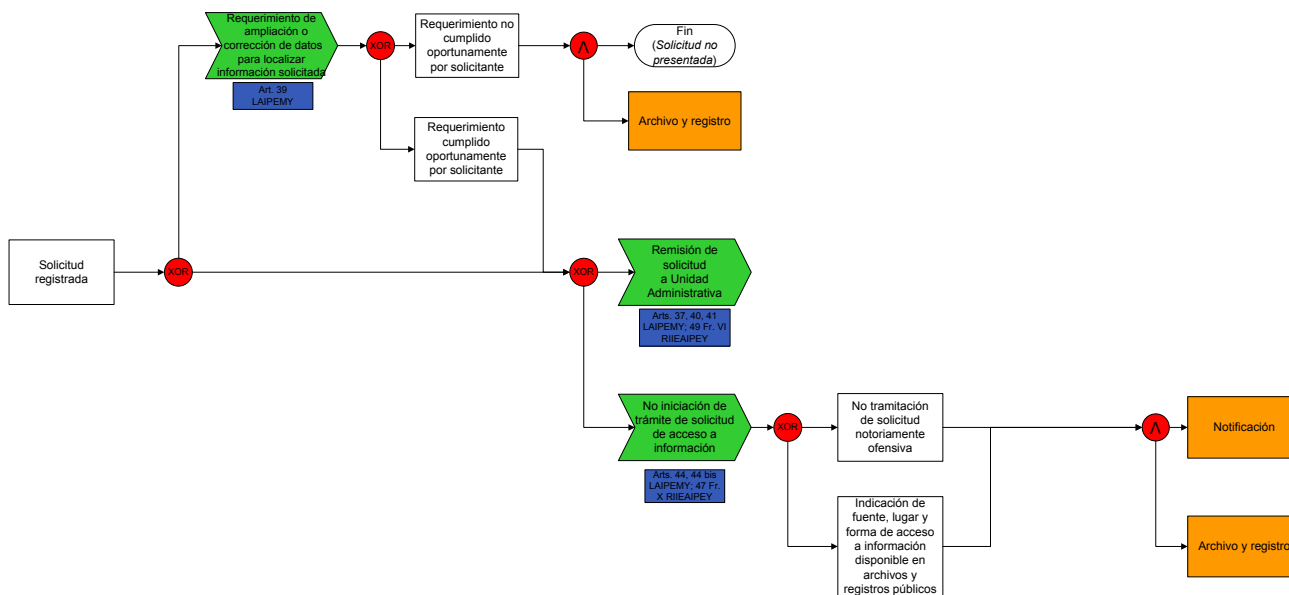 Requerimiento de
ampliación o
corrección de datos
para localizar
información solicitada
Art. 39
LAIPEMY
XOR
Requerimiento no
cumplido
oportunamente
por solicitante
Λ
Fin
(Solicitud no
presentada)
Archivo y registro
Requerimiento
cumplido
oportunamente
por solicitante
Solicitud
registrada
XOR
XOR
Remisión de
solicitud
a Unidad
Administrativa
Arts. 37, 40, 41
LAIPEMY; 49 Fr. VI
RIIEAIPEY
No iniciación de
trámite de solicitud
de acceso a
información
Arts. 44, 44 bis
LAIPEMY; 47 Fr.
X RIIEAIPEY
XOR
No tramitación
de solicitud
notoriamente
ofensiva
Λ
Notificación
Indicación de
fuente, lugar y
forma de acceso
a información
disponible en
archivos y
registros públicos
Archivo y registro